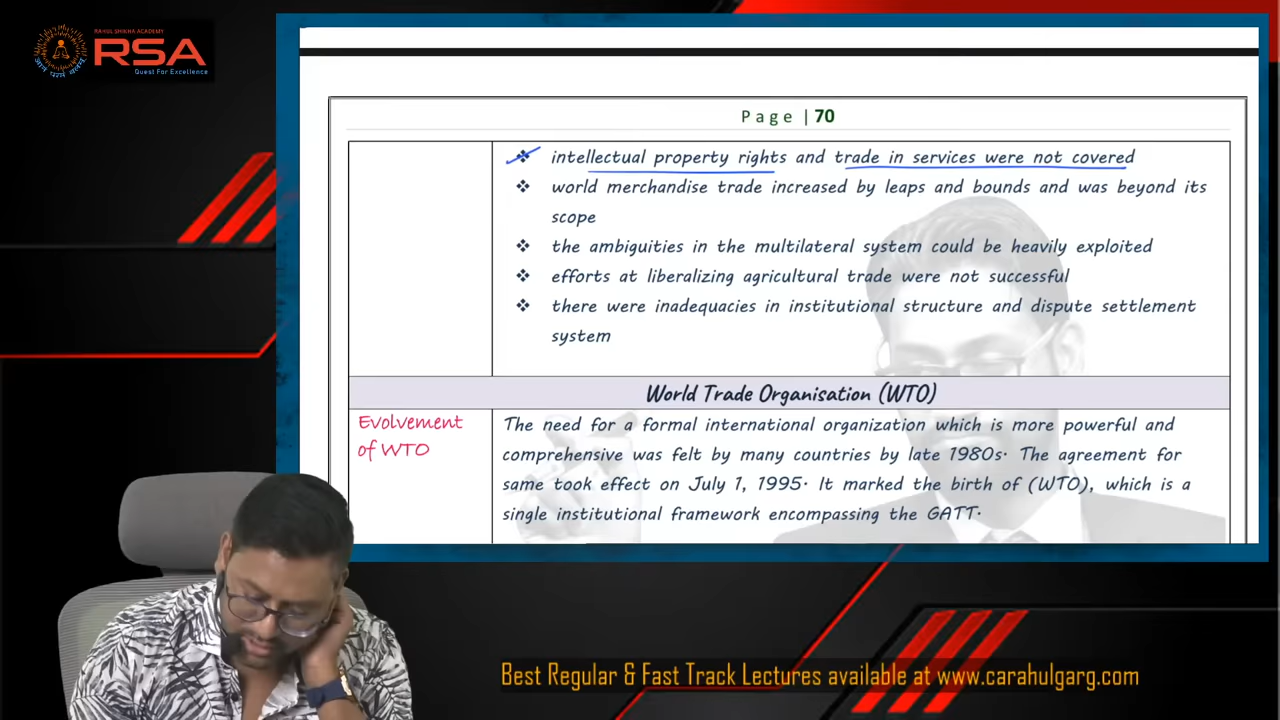 RAHUL SHIKHA ACADEMY
RSA
Quest For Excellence
Page | 70
❖ intellectual property rights and trade in services were not covered
❖ world merchandise trade increased by leaps and bounds and was beyond its
scope
❖ the ambiguities in the multilateral system could be heavily exploited
❖ efforts at liberalizing agricultural trade were not successful
❖ there were inadequacies in institutional structure and dispute settlement
system
World Trade Organisation (WTO)
Evolvement
of WTO
The need for a formal international organization which is more powerful and
comprehensive was felt by many countries by late 1980s. The agreement for
same took effect on July 1, 1995. It marked the birth of (WTO), which is a
single institutional framework encompassing the GATT.
Best Regular & Fast Track Lectures available at www.carahulgarg.com